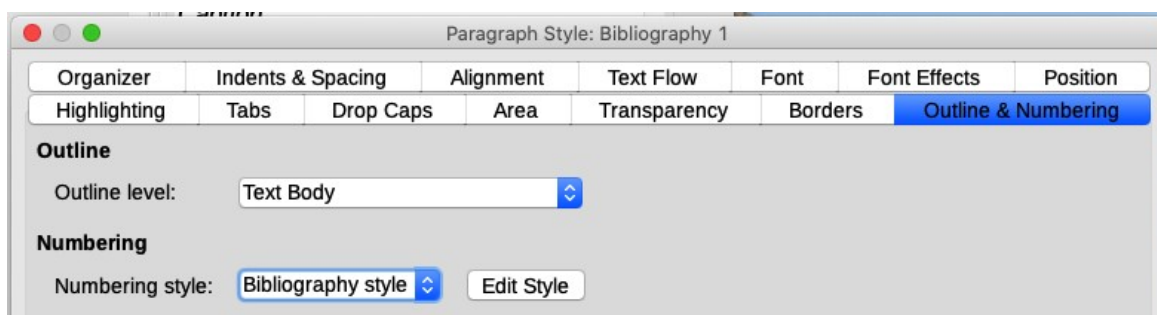 Caption
Paragraph Style: Bibliography 1
Organizer Indents & Spacing Alignment Text Flow Font Font Effects Position
Highlighting Tabs Drop Caps Area Transparency Borders Outline & Numbering
Outline
Outline level: Text Body
Numbering
Numbering style: Bibliography style Edit Style